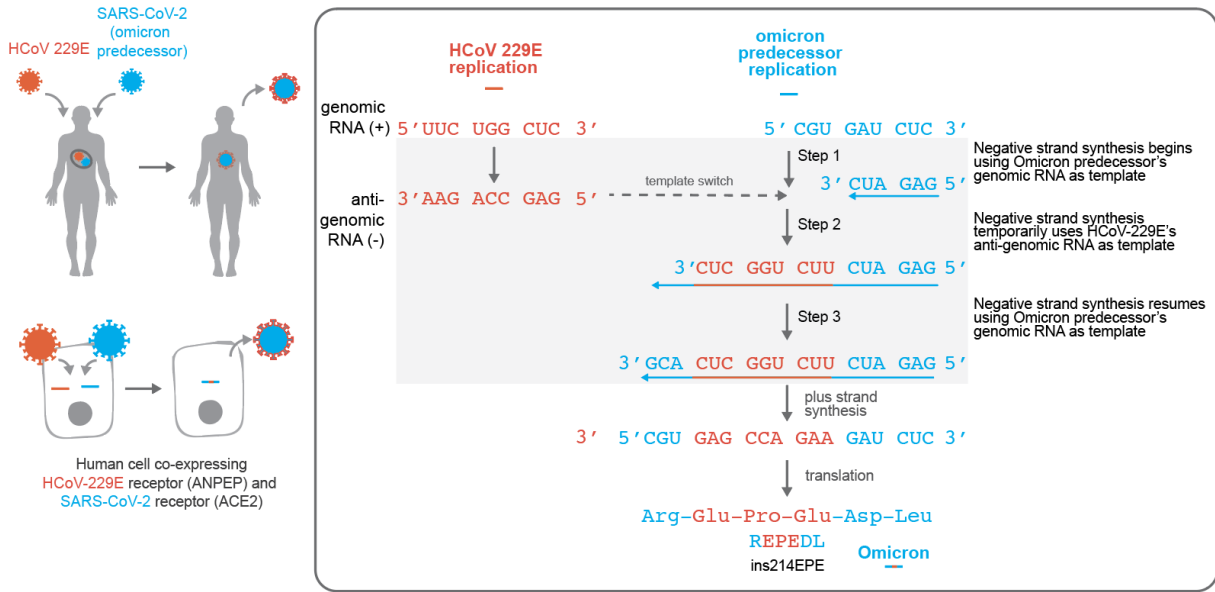 SARS-CoV-2
(omicron
predecessor)
HCoV 229E
Human cell co-expressing
HCoV-229E receptor (ANPEP) and
SARS-CoV-2 receptor (ACE2)
HCoV 229E
replication
omicron
predecessor
replication
genomic
RNA (+)
5'UUC UGG CUC 3'
5' CGU GAU CUC 3'
Step 1
Negative strand synthesis begins
using Omicron predecessor's
genomic RNA as template
3' CUA GAG 5'
anti-
genomic
RNA (-)
3'AAG ACC GAG 5'
template switch
Step 2
Negative strand synthesis
temporarily uses HCoV-229E's
anti-genomic RNA as template
3'CUC GGU CUU CUA GAG 5'
Step 3
Negative strand synthesis resumes
using Omicron predecessor's
genomic RNA as template
3'GCA CUC GGU CUU CUA GAG 5'
plus strand
synthesis
3' 5'CGU GAG CCA GAA GAU CUC 3'
translation
Arg-Glu-Pro-Glu-Asp-Leu
REPEDL
ins214EPE
Omicron